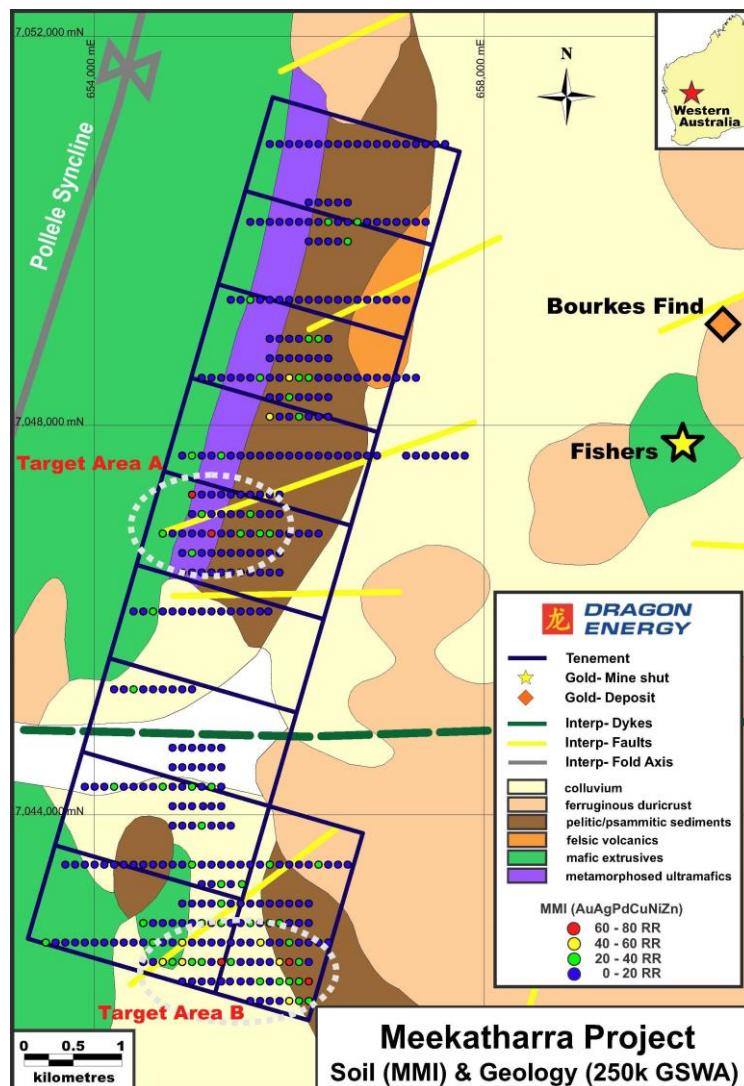 7,052,000 mN
654,000 mE
658,000 mE
N
Western
Australia
Pollele Syncline
Bourkes Find
7,048,000 mN
Fishers
Target Area A
龙 DRAGON
ENERGY
Tenement
Gold- Mine shut
Gold- Deposit
Interp- Dykes
Interp- Faults
Interp- Fold Axis
colluvium
ferruginous duricrust
pelitic/psammitic sediments
felsic volcanics
mafic extrusives
metamorphosed ultramafics
MMI (AuAgPdCuNiZn)
60 - 80 RR
40 - 60 RR
20 - 40 RR
0 - 20 RR
7,044,000 mN
Target Area B
0 0.5 1
kilometres
Meekatharra Project
Soil (MMI) & Geology (250k GSWA)